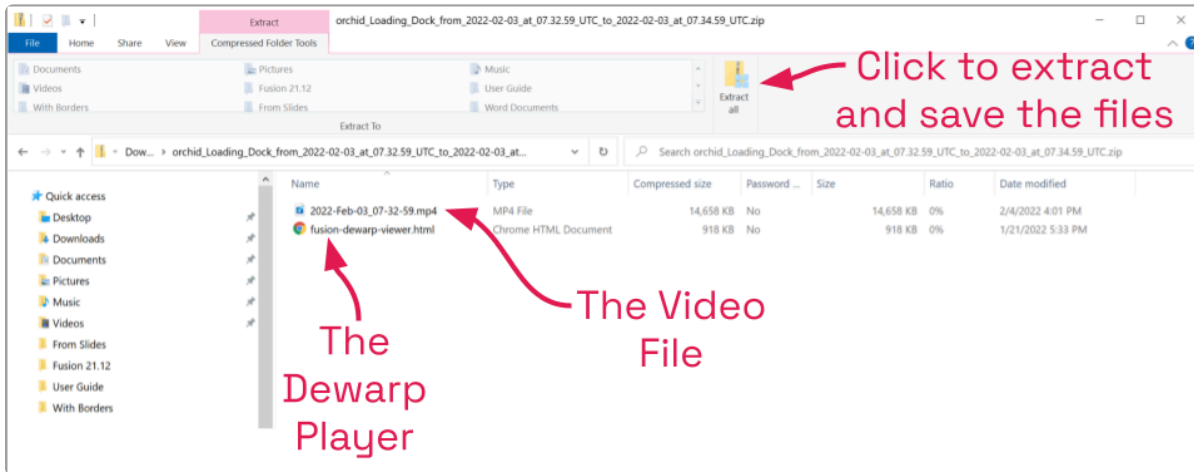 Extract
orchid_Loading_Dock_from_2022-02-03_at_07.32.59_UTC_to_2022-02-03_at_07.34.59_UTC.zip
File Home Share View Compressed Folder Tools
Documents Pictures Music
Videos Fusion 21.12 User Guide
With Borders From Slides Word Documents
Extract
all
Extract To
Click to extract
and save the files
Dow... > orchid_Loading_Dock_from_2022-02-03_at_07.32.59_UTC_to_2022-02-03_at...
Search orchid_Loading_Dock_from_2022-02-03_at_07.32.59_UTC_to_2022-02-03_at_07.34.59_UTC.zip
Name Type Compressed size Password ... Size Ratio Date modified
2022-Feb-03_07-32-59.mp4 MP4 File 14,658 KB No 14,658 KB 0% 2/4/2022 4:01 PM
fusion-dewarp-viewer.html Chrome HTML Document 918 KB No 918 KB 0% 1/21/2022 5:33 PM
Quick access
Desktop
Downloads
Documents
Pictures
Music
Videos
From Slides
Fusion 21.12
User Guide
With Borders
The Video
File
The
Dewarp
Player